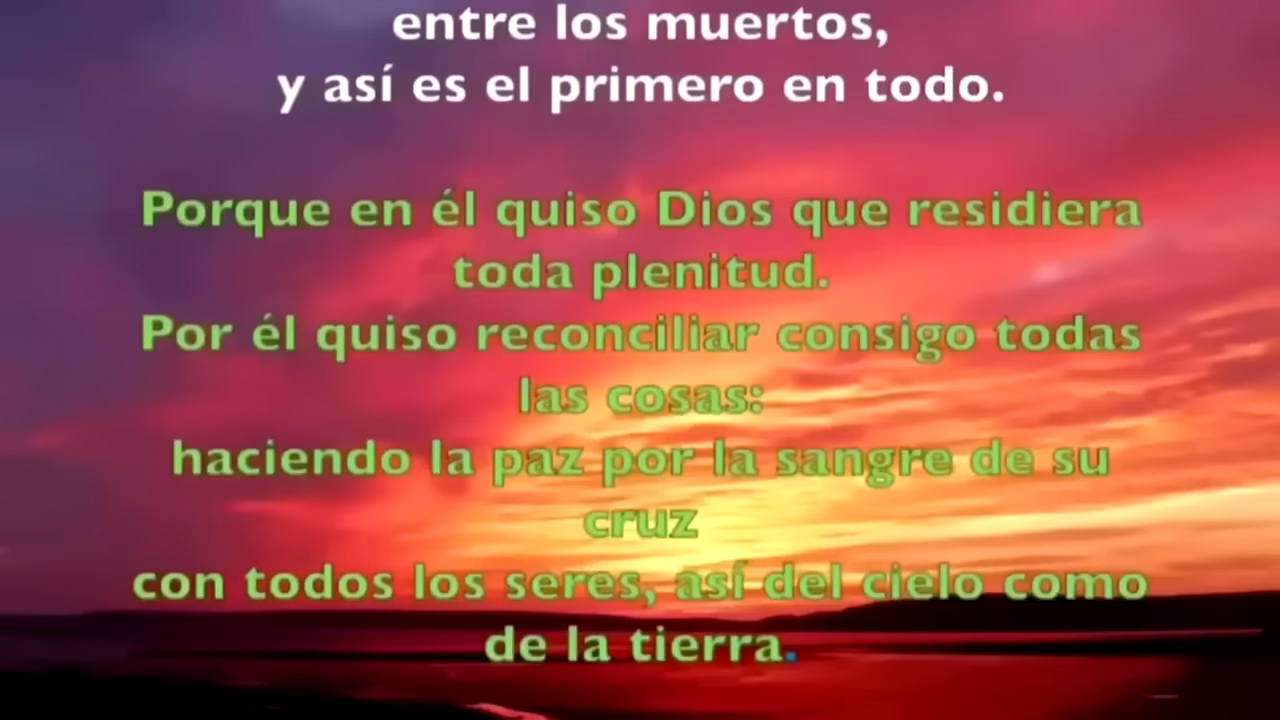 entre los muertos,
y así es el primero en todo.
Porque en él quiso Dios que residiera
toda plenitud.
Por él quiso reconciliar consigo todas
las cosas:
haciendo la paz por la sangre de su
cruz
con todos los seres, así del cielo como
de la tierra.